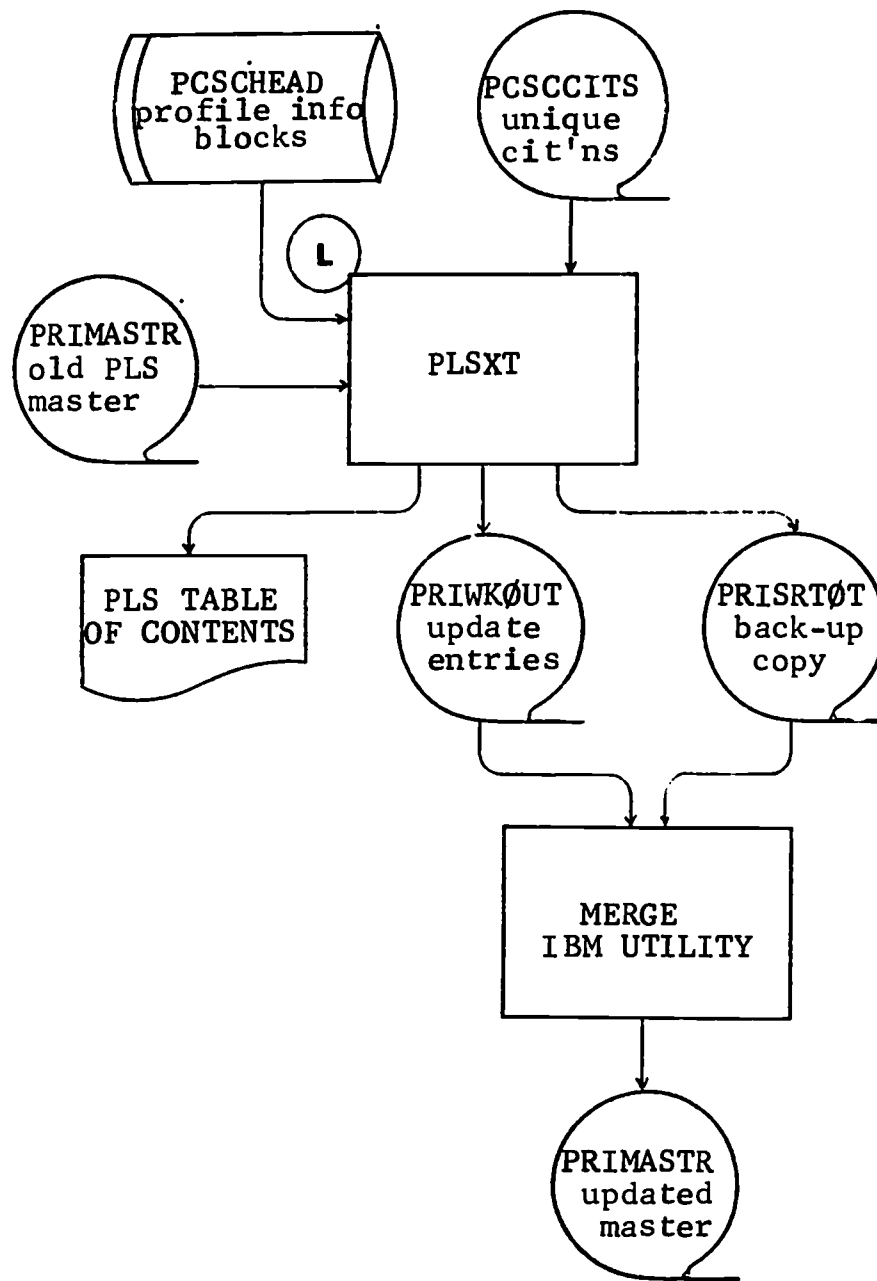 PCSCHEAD
profile info
blocks
PCSCCITS
unique
cit'ns
L
PRIMASTR
old PLS
master
PLSXT
PLS TABLE
OF CONTENTS
PRIWKØUT
update
entries
PRISRTØT
back-up
copy
MERGE
IBM UTILITY
PRIMASTR
updated
master